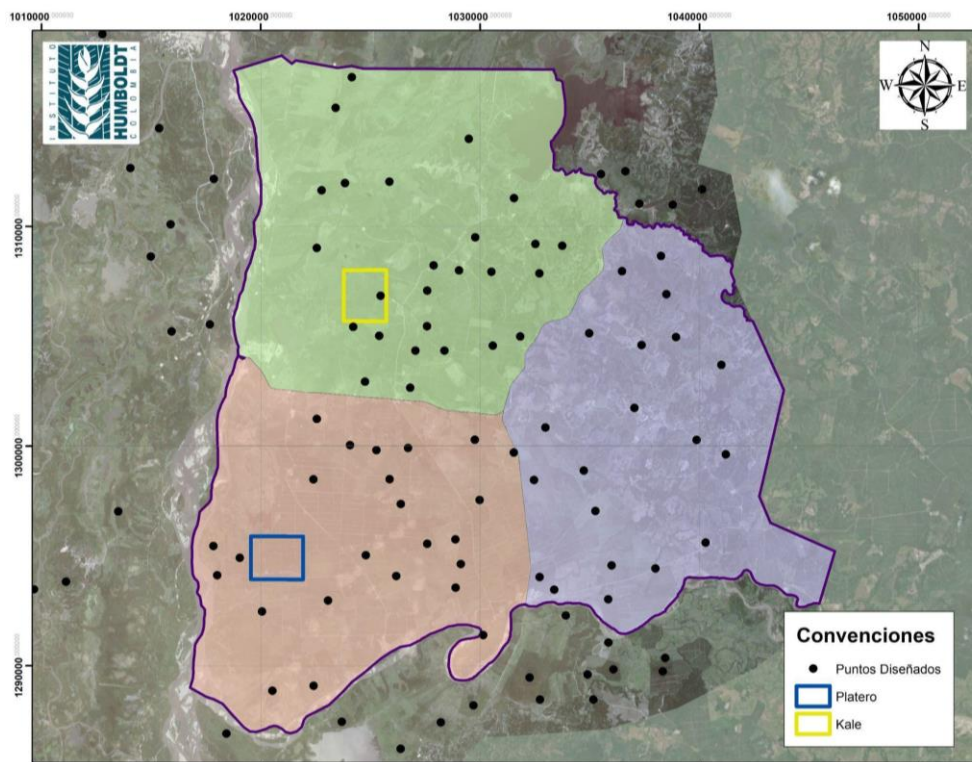 1010000
1020000
1030000
1040000
1050000
INSTITUTO
HUMBOLDT
COLOMBIA
N
W E
S
1310000
1300000
1290000
Convenciones
Puntos Diseñados
Platero
Kale